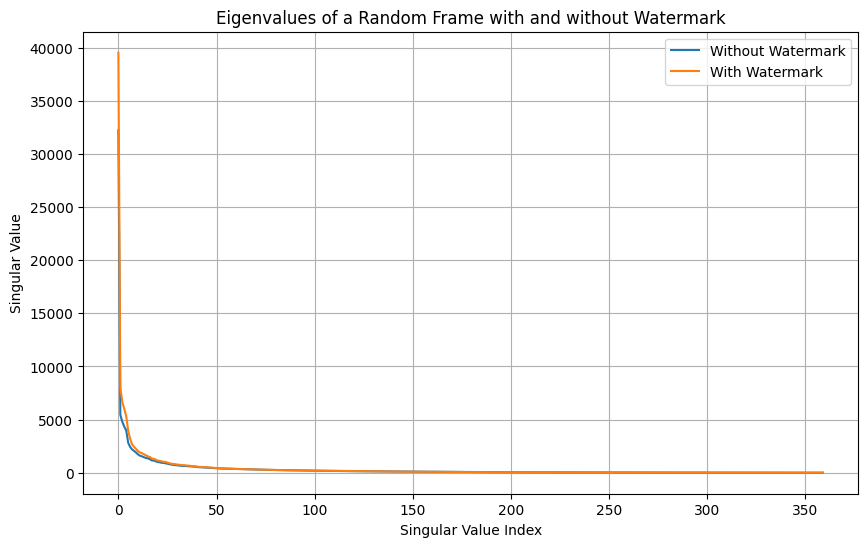 Eigenvalues of a Random Frame with and without Watermark
Without Watermark
With Watermark
Singular Value
40000
35000
30000
25000
20000
15000
10000
5000
0
0 50 100 150 200 250 300 350
Singular Value Index